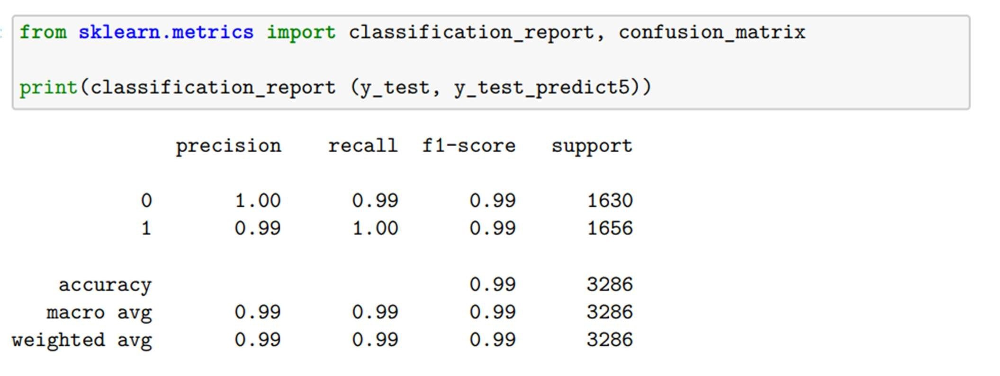 from sklearn.metrics import classification_report, confusion_matrix
print(classification_report (y_test, y_test_predict5))
precision recall f1-score support
0 1.00 0.99 0.99 1630
1 0.99 1.00 0.99 1656
accuracy 0.99 3286
macro avg 0.99 0.99 0.99 3286
weighted avg 0.99 0.99 0.99 3286